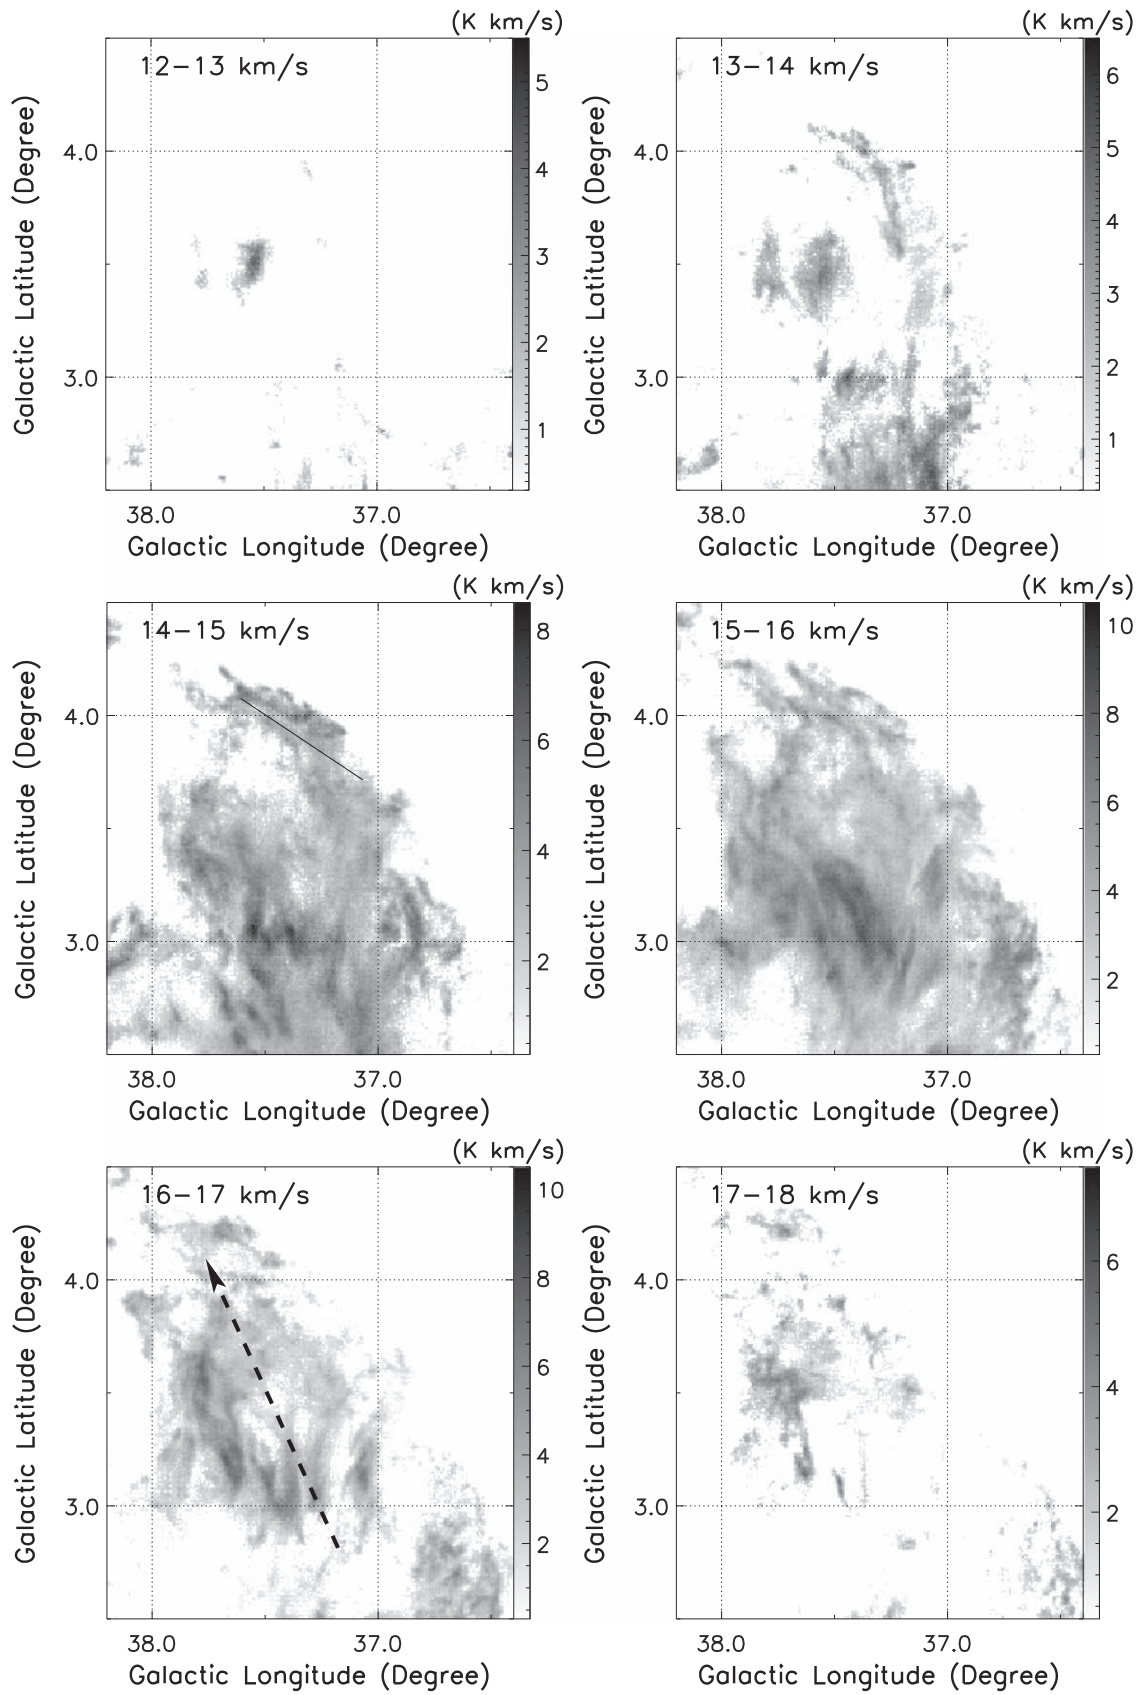 (K km/s)
(K km/s)
12−13 km/s
13−14 km/s
Galactic Latitude (Degree)
4.0
3.0
5
4
3
2
1
Galactic Latitude (Degree)
4.0
3.0
6
5
4
3
2
1
38.0 37.0
38.0 37.0
Galactic Longitude (Degree)
Galactic Longitude (Degree)
(K km/s)
(K km/s)
14−15 km/s
15−16 km/s
Galactic Latitude (Degree)
4.0
3.0
8
6
4
2
Galactic Latitude (Degree)
4.0
3.0
10
8
6
4
2
38.0 37.0
38.0 37.0
Galactic Longitude (Degree)
Galactic Longitude (Degree)
(K km/s)
(K km/s)
16−17 km/s
17−18 km/s
Galactic Latitude (Degree)
4.0
3.0
10
8
6
4
2
Galactic Latitude (Degree)
4.0
3.0
6
4
2
38.0 37.0
38.0 37.0
Galactic Longitude (Degree)
Galactic Longitude (Degree)